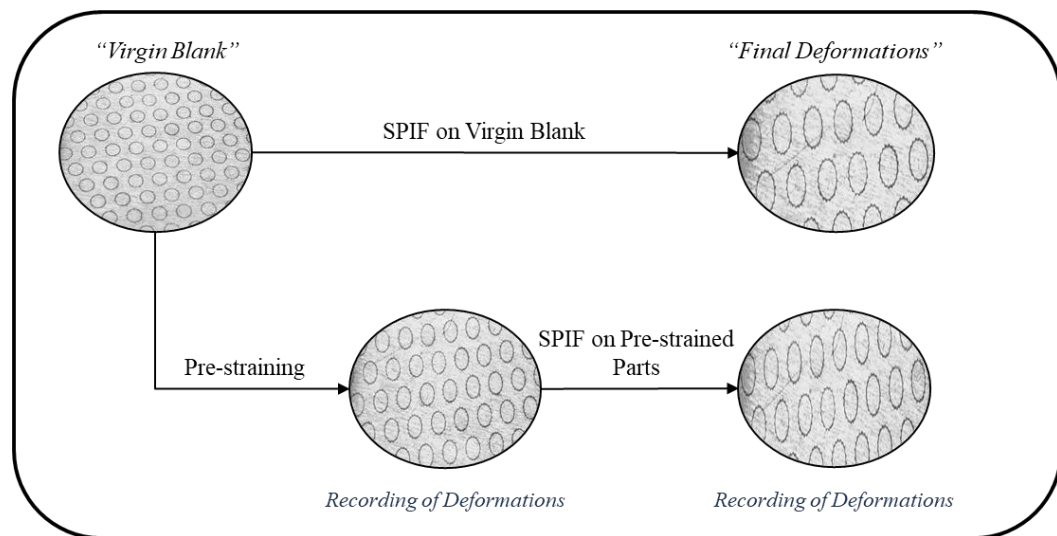 “Virgin Blank”
“Final Deformations”
SPIF on Virgin Blank
Pre-straining
SPIF on Pre-strained
Parts
Recording of Deformations
Recording of Deformations